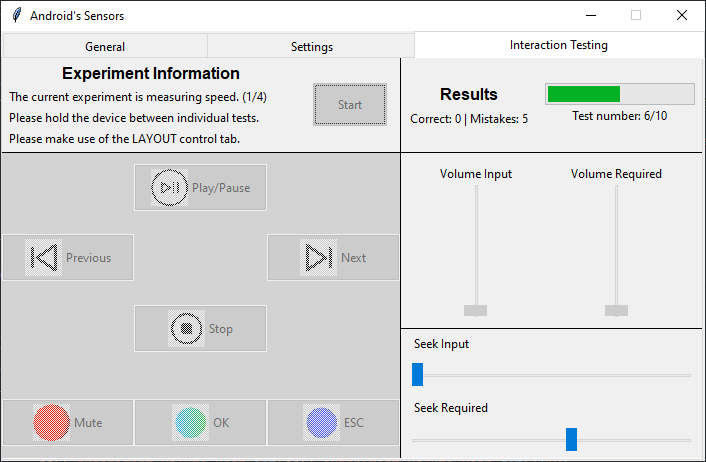 Android's Sensors
General
Settings
Interaction Testing
Experiment Information
The current experiment is measuring speed. (1/4)
Please hold the device between individual tests.
Please make use of the LAYOUT control tab.
Start
Results
Correct: 0 | Mistakes: 5
Test number: 6/10
Play/Pause
Previous
Next
Stop
Mute
OK
ESC
Volume Input
Volume Required
Seek Input
Seek Required